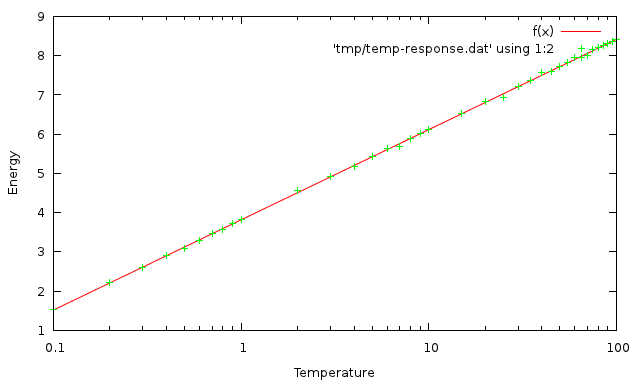 9
f(x)
'tmp/temp-response.dat' using 1:2
8
7
6
5
Energy
4
3
2
1
0.1 1 10 100
Temperature